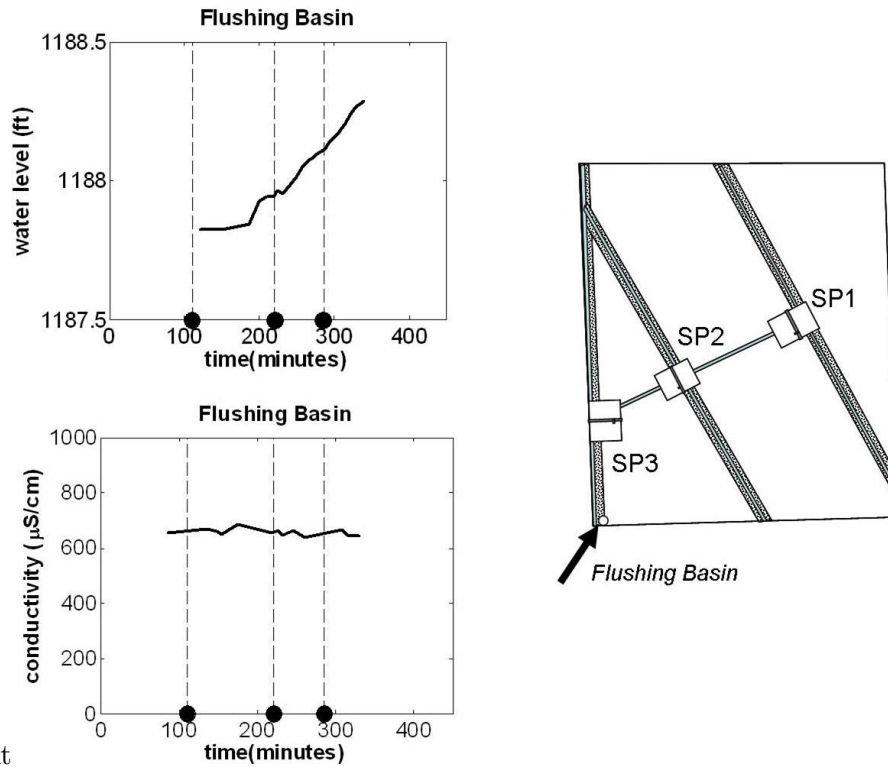 Flushing Basin
1188.5
1188
1187.5
water level (ft)
0 100 200 300 400
time(minutes)
Flushing Basin
1000
800
600
400
200
0
conductivity (µS/cm)
0 100 200 300 400
time(minutes)
SP1
SP2
SP3
Flushing Basin
t